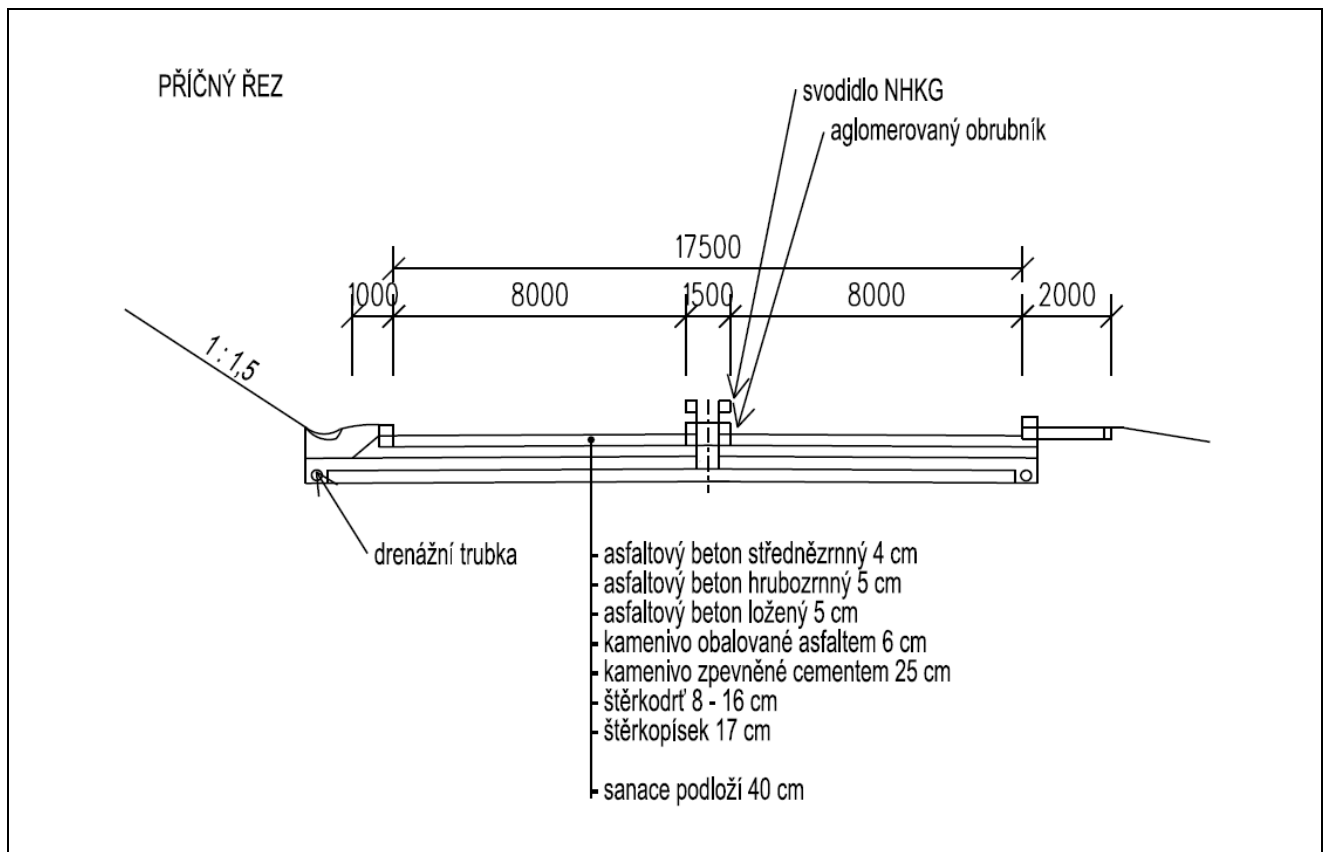 PŘÍČNÝ ŘEZ
svodidlo NHKG
aglomerovaný obrubník
17500
1000 8000 1500 8000 2000
1 : 1,5
drenážní trubka
asfaltový beton střednězrnný 4 cm
asfaltový beton hrubozrnný 5 cm
asfaltový beton ložený 5 cm
kamenivo obalované asfaltem 6 cm
kamenivo zpevněné cementem 25 cm
štěrkodrť 8 - 16 cm
štěrkopísek 17 cm
sanace podloží 40 cm